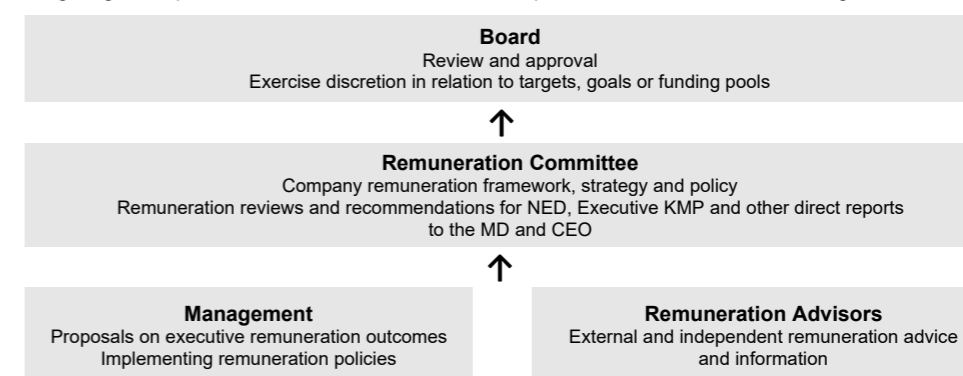 Board
Review and approval
Exercise discretion in relation to targets, goals or funding pools
Remuneration Committee
Company remuneration framework, strategy and policy
Remuneration reviews and recommendations for NED, Executive KMP and other direct reports
to the MD and CEO
Management
Proposals on executive remuneration outcomes
Implementing remuneration policies
Remuneration Advisors
External and independent remuneration advice
and information